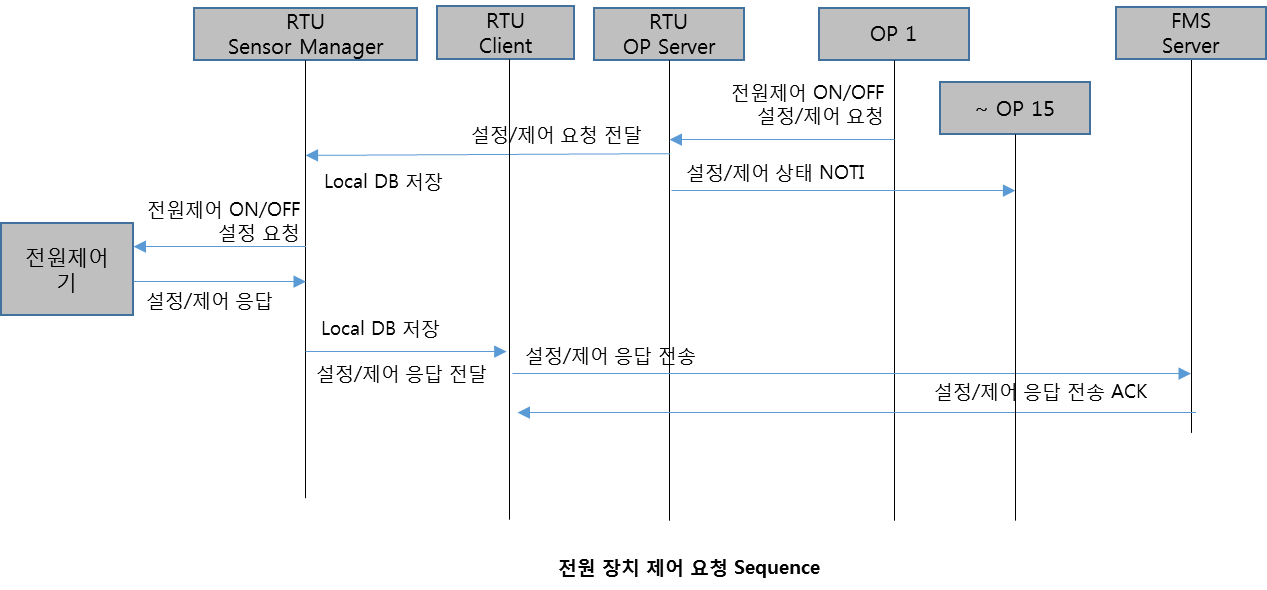 RTU
Sensor Manager
RTU
Client
RTU
OP Server
OP 1
FMS
Server
~ OP 15
전원제어 ON/OFF
설정/제어 요청
설정/제어 요청 전달
설정/제어 상태 NOTI
Local DB 저장
전원제어 ON/OFF
설정 요청
전원제어
기
설정/제어 응답
Local DB 저장
설정/제어 응답 전달
설정/제어 응답 전송
설정/제어 응답 전송 ACK
전원 장치 제어 요청 Sequence